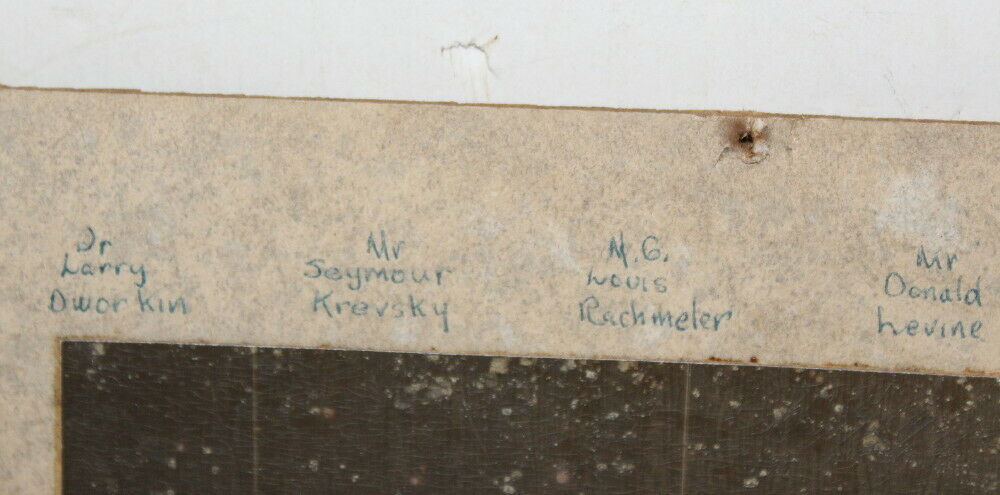 Dr
Larry
Dworkin
Mr
Seymour
Krevsky
M.G.
Louis
Rachmeler
Mr
Donald
Levine